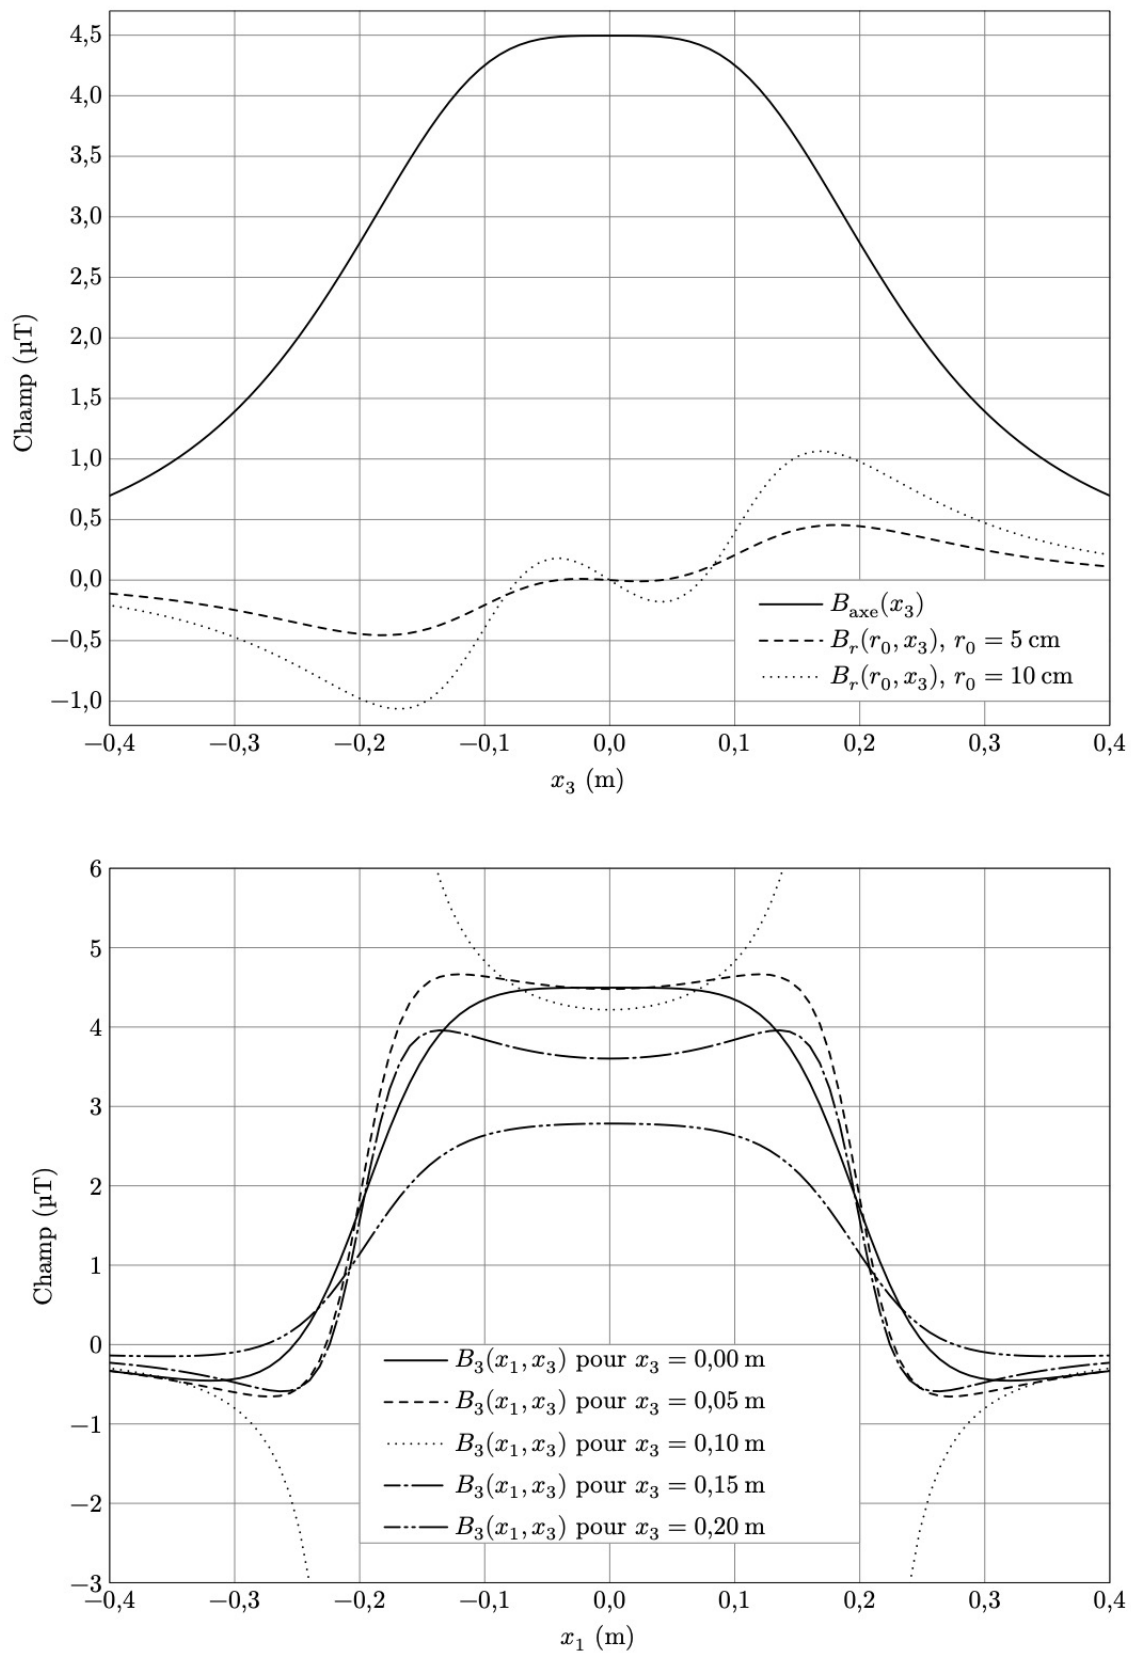 4,5
4,0
3,5
3,0
2,5
2,0
1,5
1,0
0,5
0,0
−0,5
−1,0
Champ (µT)
B_axe(x_3)
B_r(r_0, x_3), r_0 = 5 cm
B_r(r_0, x_3), r_0 = 10 cm
−0,4 −0,3 −0,2 −0,1 0,0 0,1 0,2 0,3 0,4
x_3 (m)
6
5
4
3
2
1
0
−1
−2
−3
Champ (µT)
B_3(x_1, x_3) pour x_3 = 0,00 m
B_3(x_1, x_3) pour x_3 = 0,05 m
B_3(x_1, x_3) pour x_3 = 0,10 m
B_3(x_1, x_3) pour x_3 = 0,15 m
B_3(x_1, x_3) pour x_3 = 0,20 m
−0,4 −0,3 −0,2 −0,1 0,0 0,1 0,2 0,3 0,4
x_1 (m)